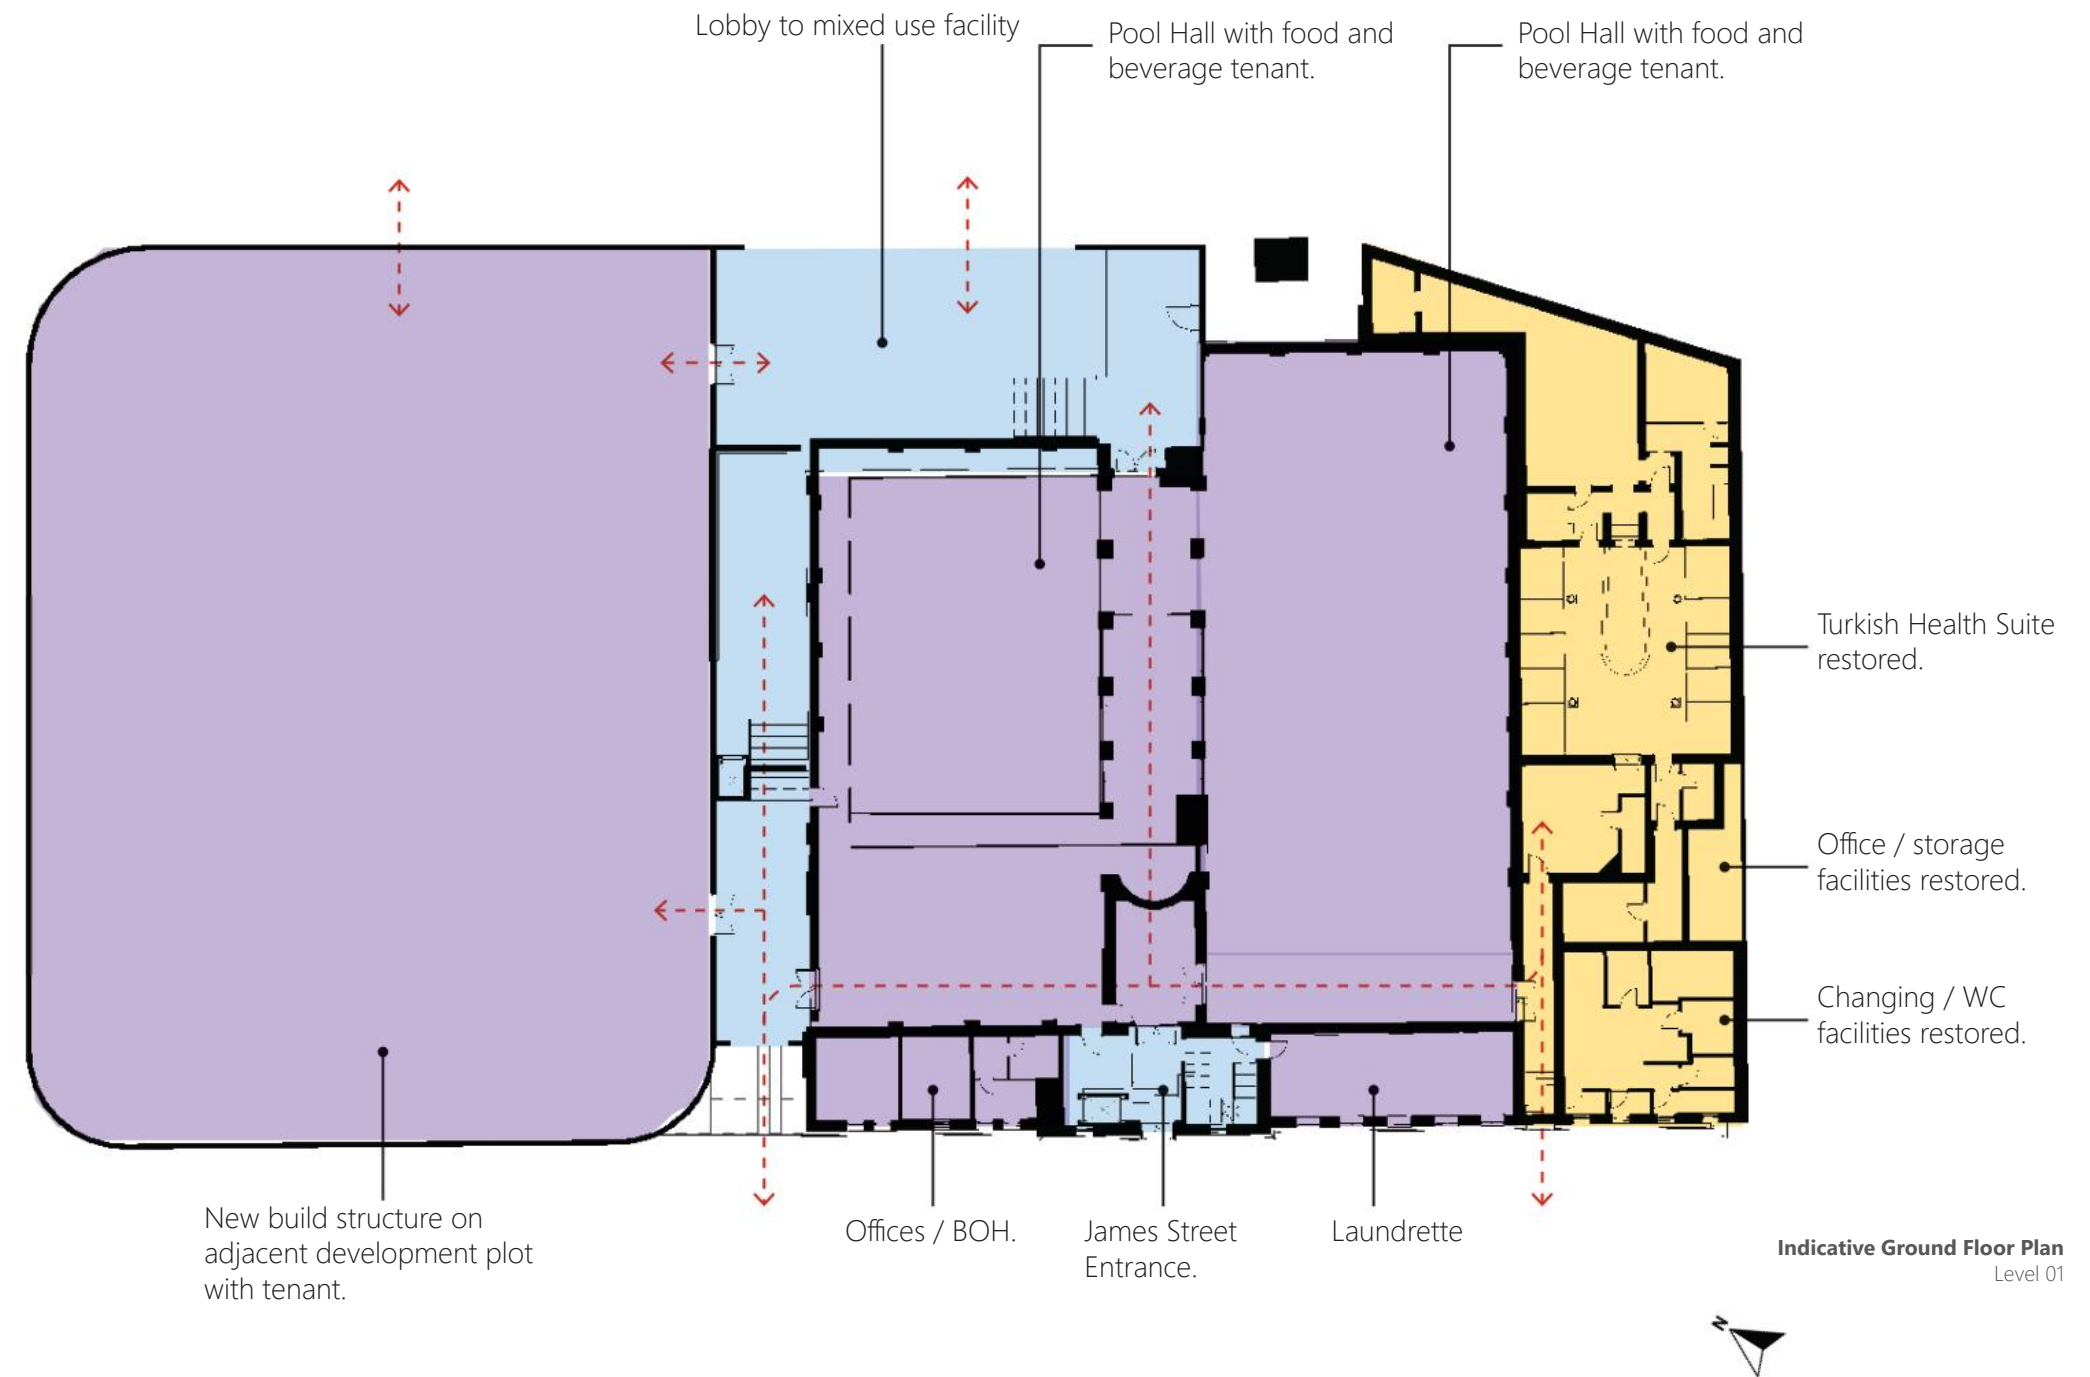 Lobby to mixed use facility
Pool Hall with food and
beverage tenant.
Pool Hall with food and
beverage tenant.
Turkish Health Suite
restored.
Office / storage
facilities restored.
Changing / WC
facilities restored.
New build structure on
adjacent development plot
with tenant.
Offices / BOH.
James Street
Entrance.
Laundrette
Indicative Ground Floor Plan
Level 01
N